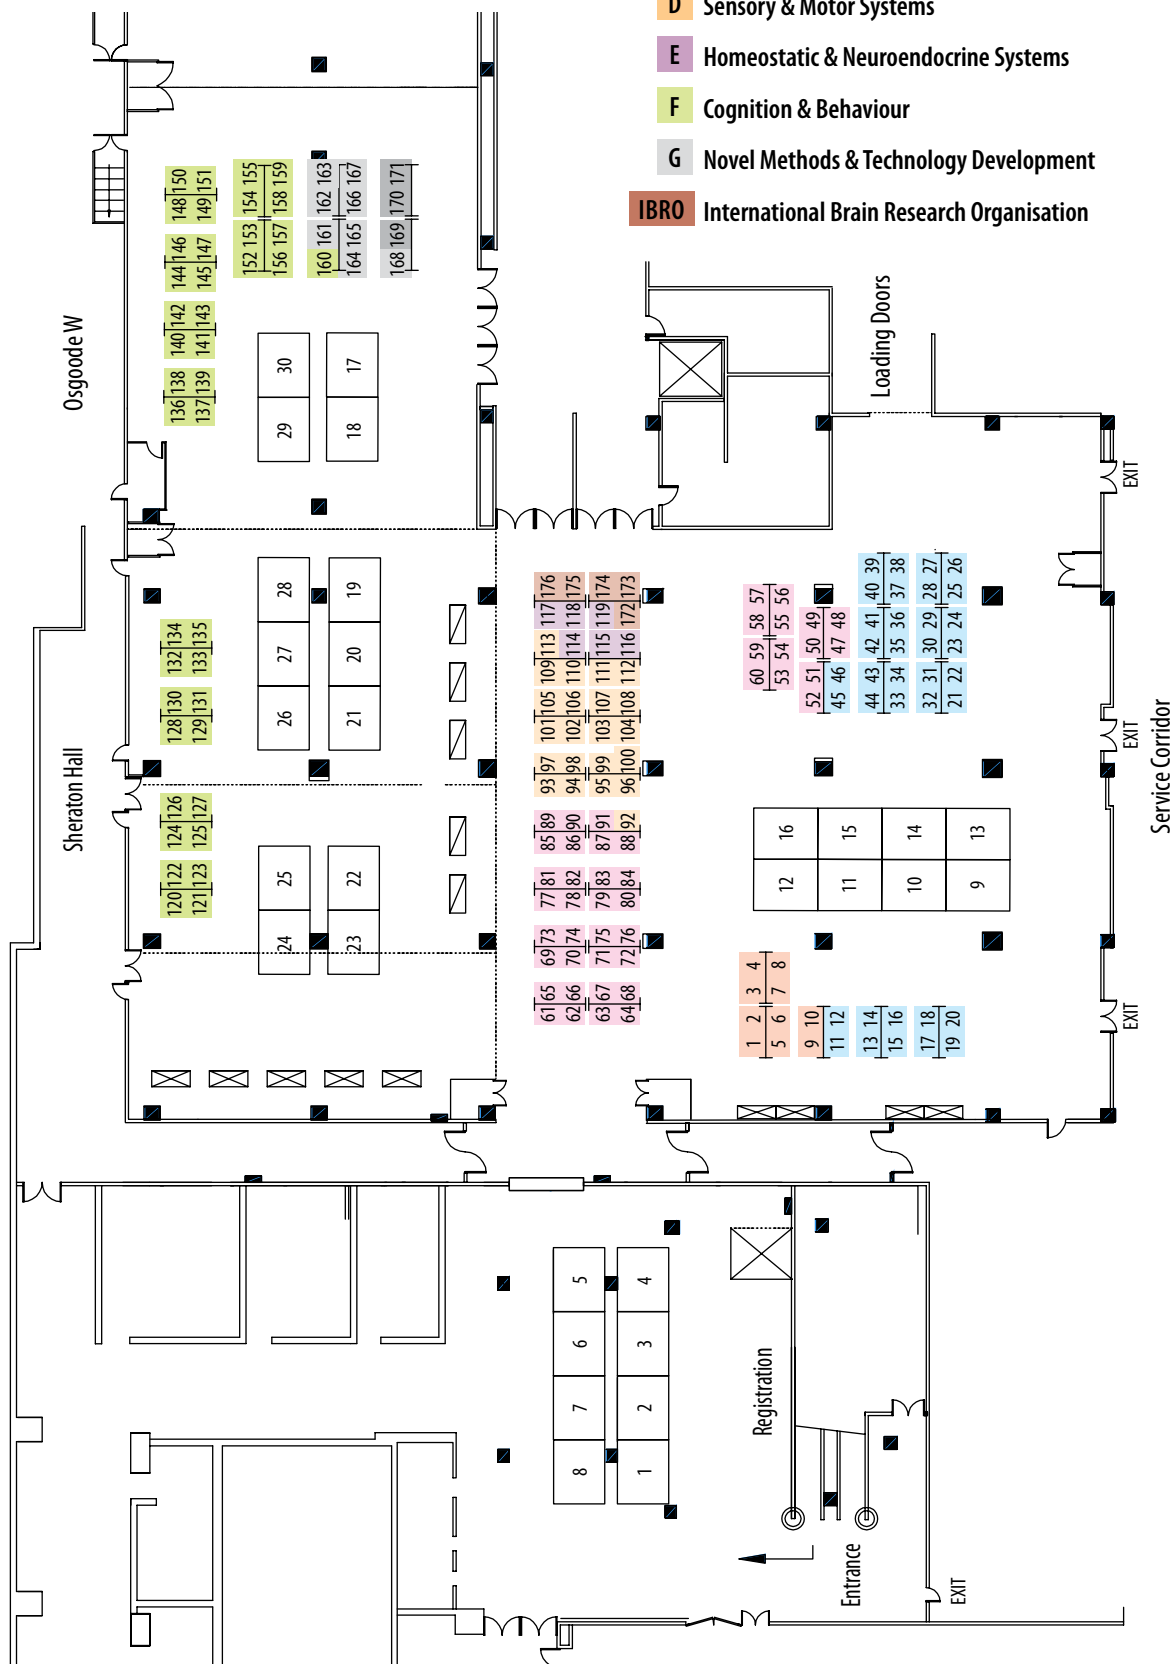 D Sensory & Motor Systems
E Homeostatic & Neuroendocrine Systems
F Cognition & Behaviour
G Novel Methods & Technology Development
IBRO International Brain Research Organisation
Osgoode W
Sheraton Hall
Loading Doors
Service Corridor
EXIT
EXIT
EXIT
EXIT
Registration
Entrance
148 150
149 151
144 146
145 147
140 142
141 143
136 138
137 139
152 153 154 155
156 157 158 159
160 161 162 163
164 165 166 167
168 169 170 171
30 17
29 18
132 134
133 135
128 130
129 131
124 126
125 127
120 122
121 123
28 19
27 20
26 21
25 22
24 23
117 176
118 175
119 174
172 173
109 113
110 114
111 115
112 116
101 105
102 106
103 107
104 108
93 97
94 98
95 99
96 100
85 89
86 90
87 91
88 92
77 81
78 82
79 83
80 84
69 73
70 74
71 75
72 76
61 65
62 66
63 67
64 68
60 59 58 57
53 54 55 56
52 51 50 49
45 46 47 48
44 43 42 41 40 39
33 34 35 36 37 38
32 31 30 29 28 27
21 22 23 24 25 26
16 15 14 13
12 11 10 9
1 2 3 4
5 6 7 8
9 10
11 12
13 14
15 16
17 18
19 20
5 4
6 3
7 2
8 1